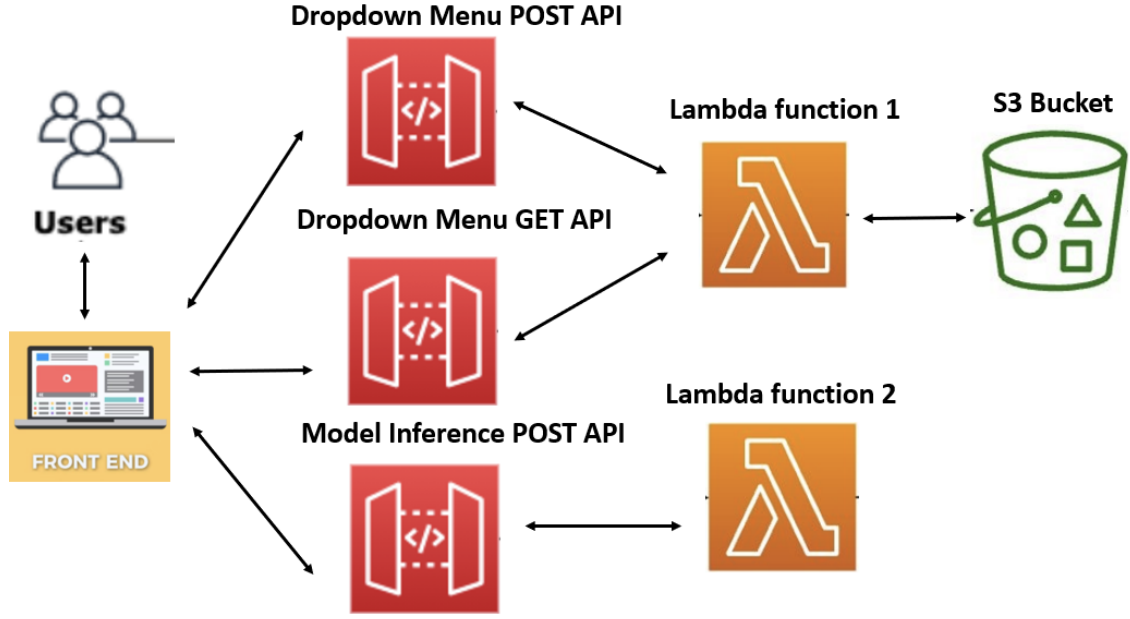 Dropdown Menu POST API
</>
Lambda function 1
S3 Bucket
Users
Dropdown Menu GET API
</>
FRONT END
Lambda function 2
Model Inference POST API
</>